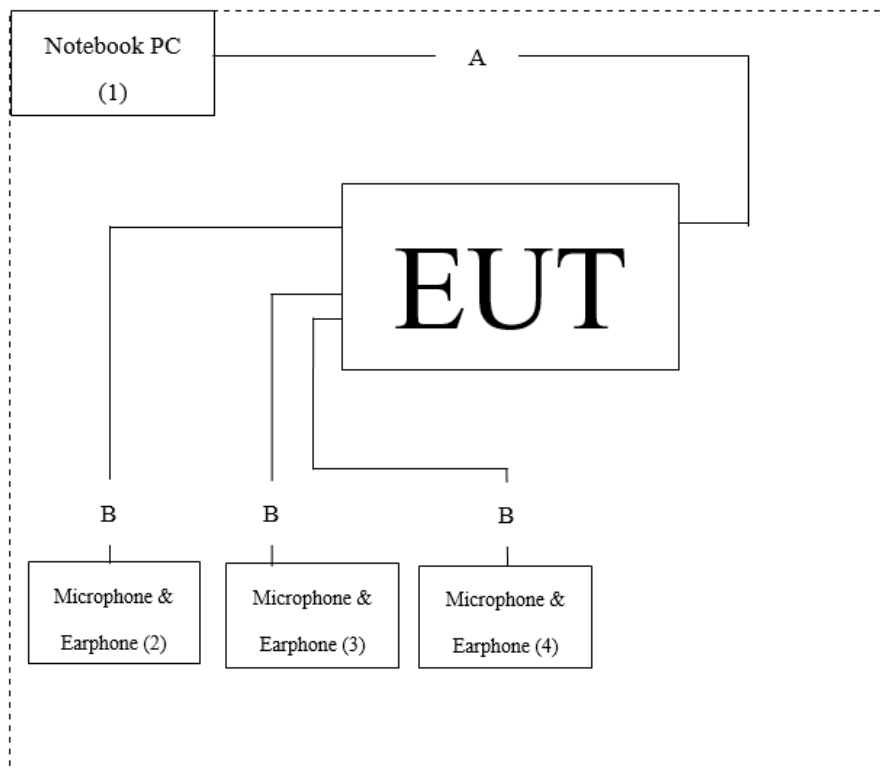 Notebook PC
(1)
A
EUT
B
B
B
Microphone &
Earphone (2)
Microphone &
Earphone (3)
Microphone &
Earphone (4)